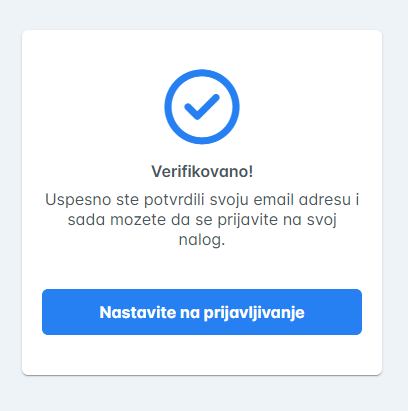 Verifikovano!
Uspesno ste potvrdili svoju email adresu i
sada mozete da se prijavite na svoj
nalog.
Nastavite na prijavljivanje